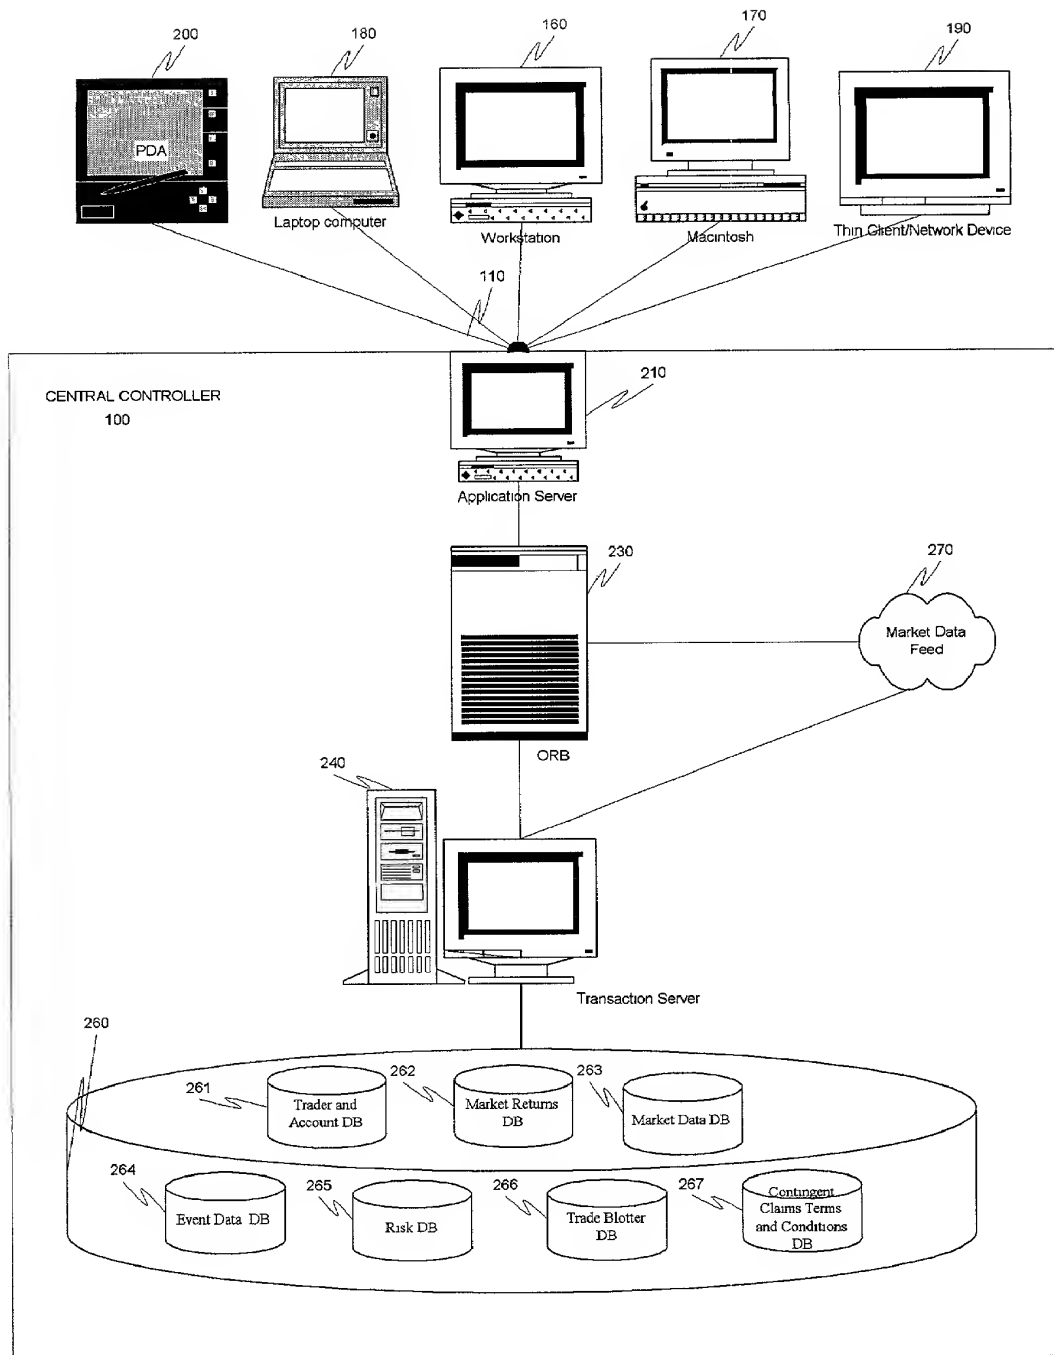 200
180
160
170
190
PDA
Laptop computer
Workstation
Macintosh
Thin Client/Network Device
110
CENTRAL CONTROLLER
100
210
Application Server
230
270
Market Data
Feed
ORB
240
Transaction Server
260
261
Trader and
Account DB
262
Market Returns
DB
263
Market Data DB
264
Event Data DB
265
Risk DB
266
Trade Blotter
DB
267
Contingent
Claims Terms
and Conditions
DB